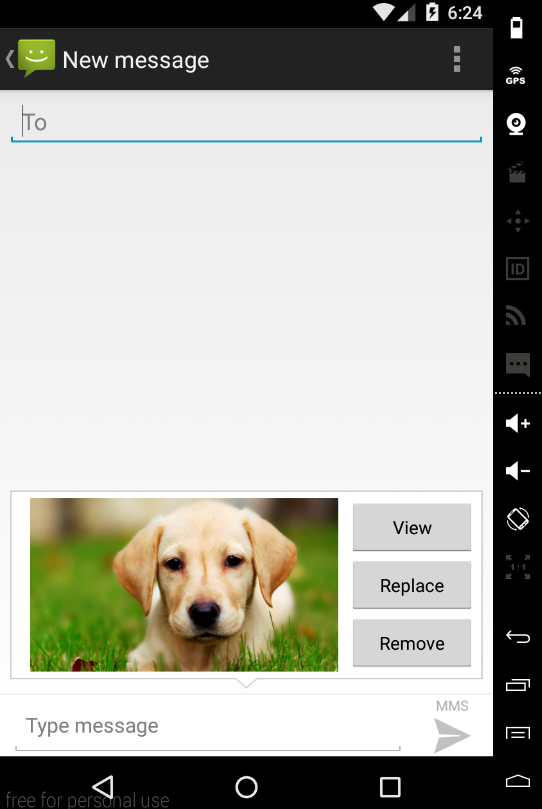 6:24
New message
GPS
To
ID
View
1:1
Replace
Remove
MMS
Type message
free for personal use